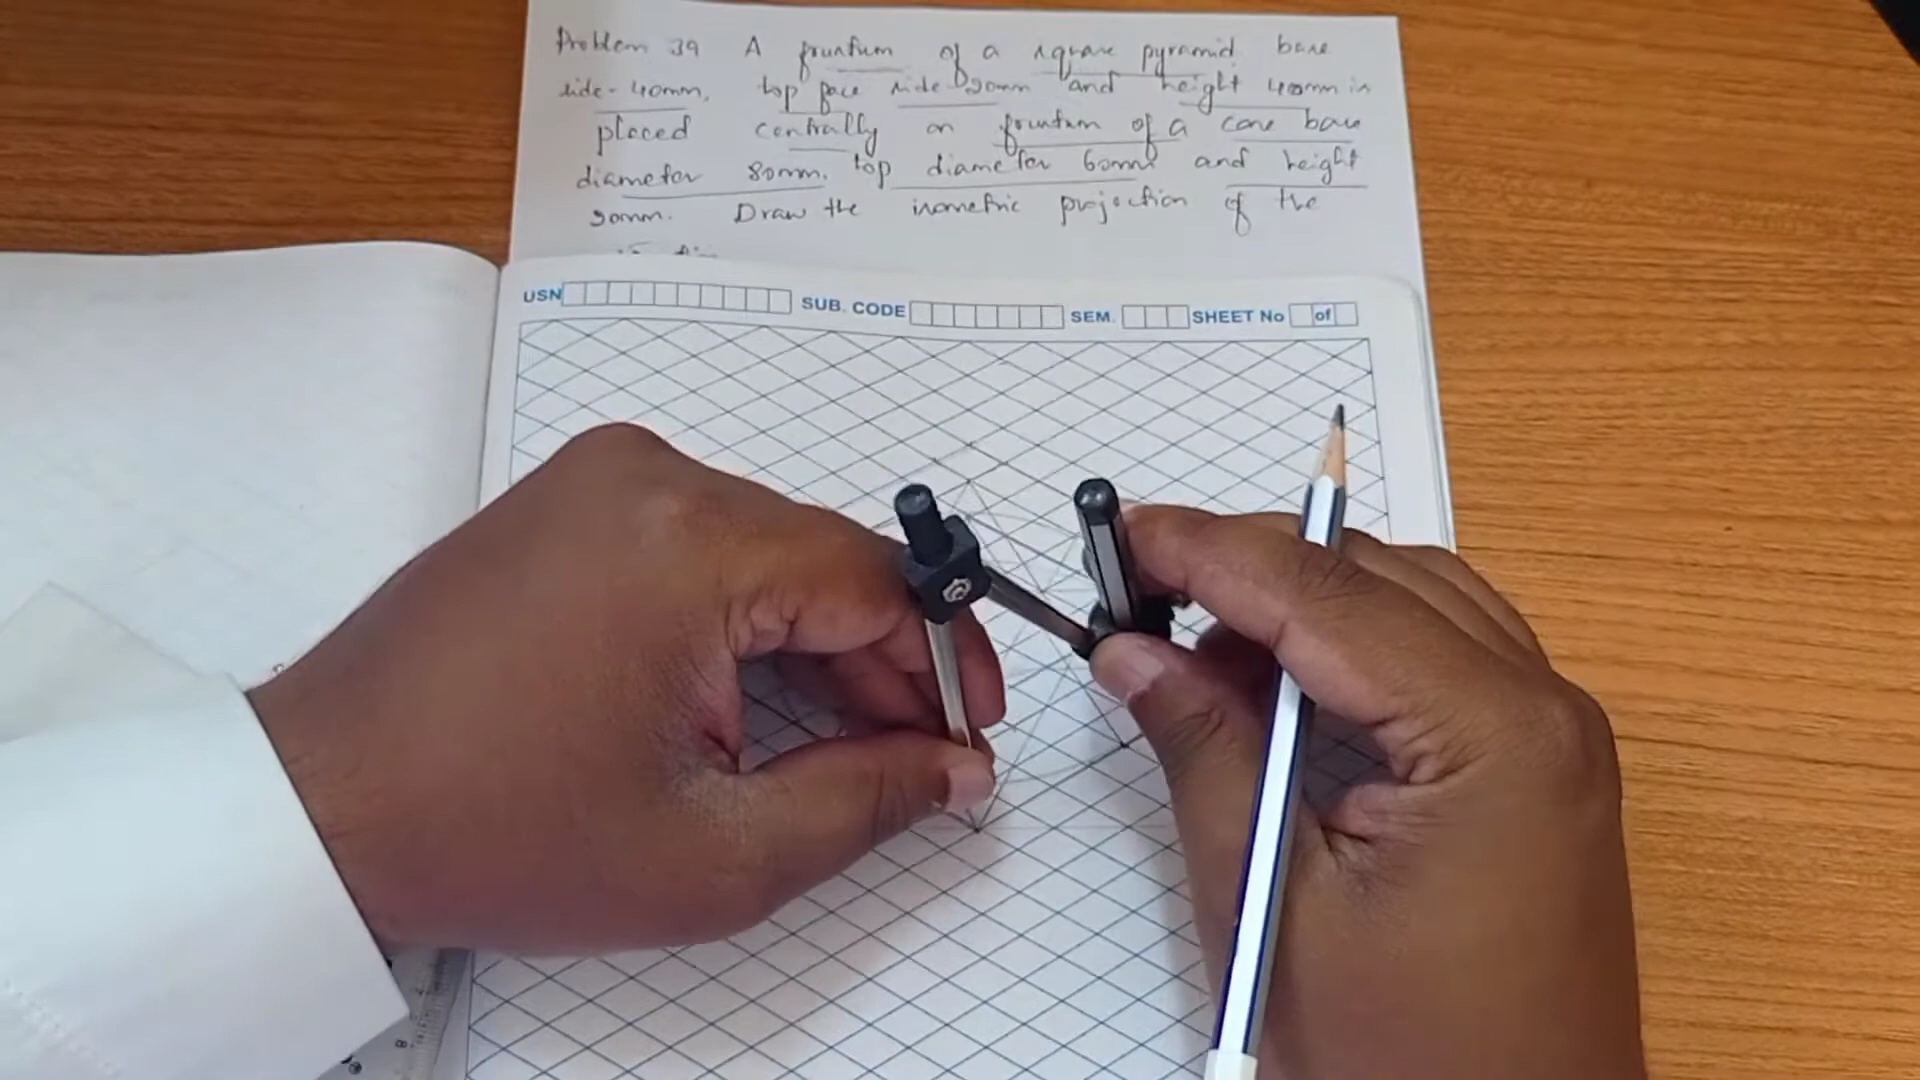 Problem 39 A frustum of a square pyramid base
side-40mm, top face side and height 40mm is
placed centrally on frustum of a cone base
diameter 80mm. top diameter 60mm and height
Draw the isometric projection of the
USN SUB. CODE SEM. SHEET No of